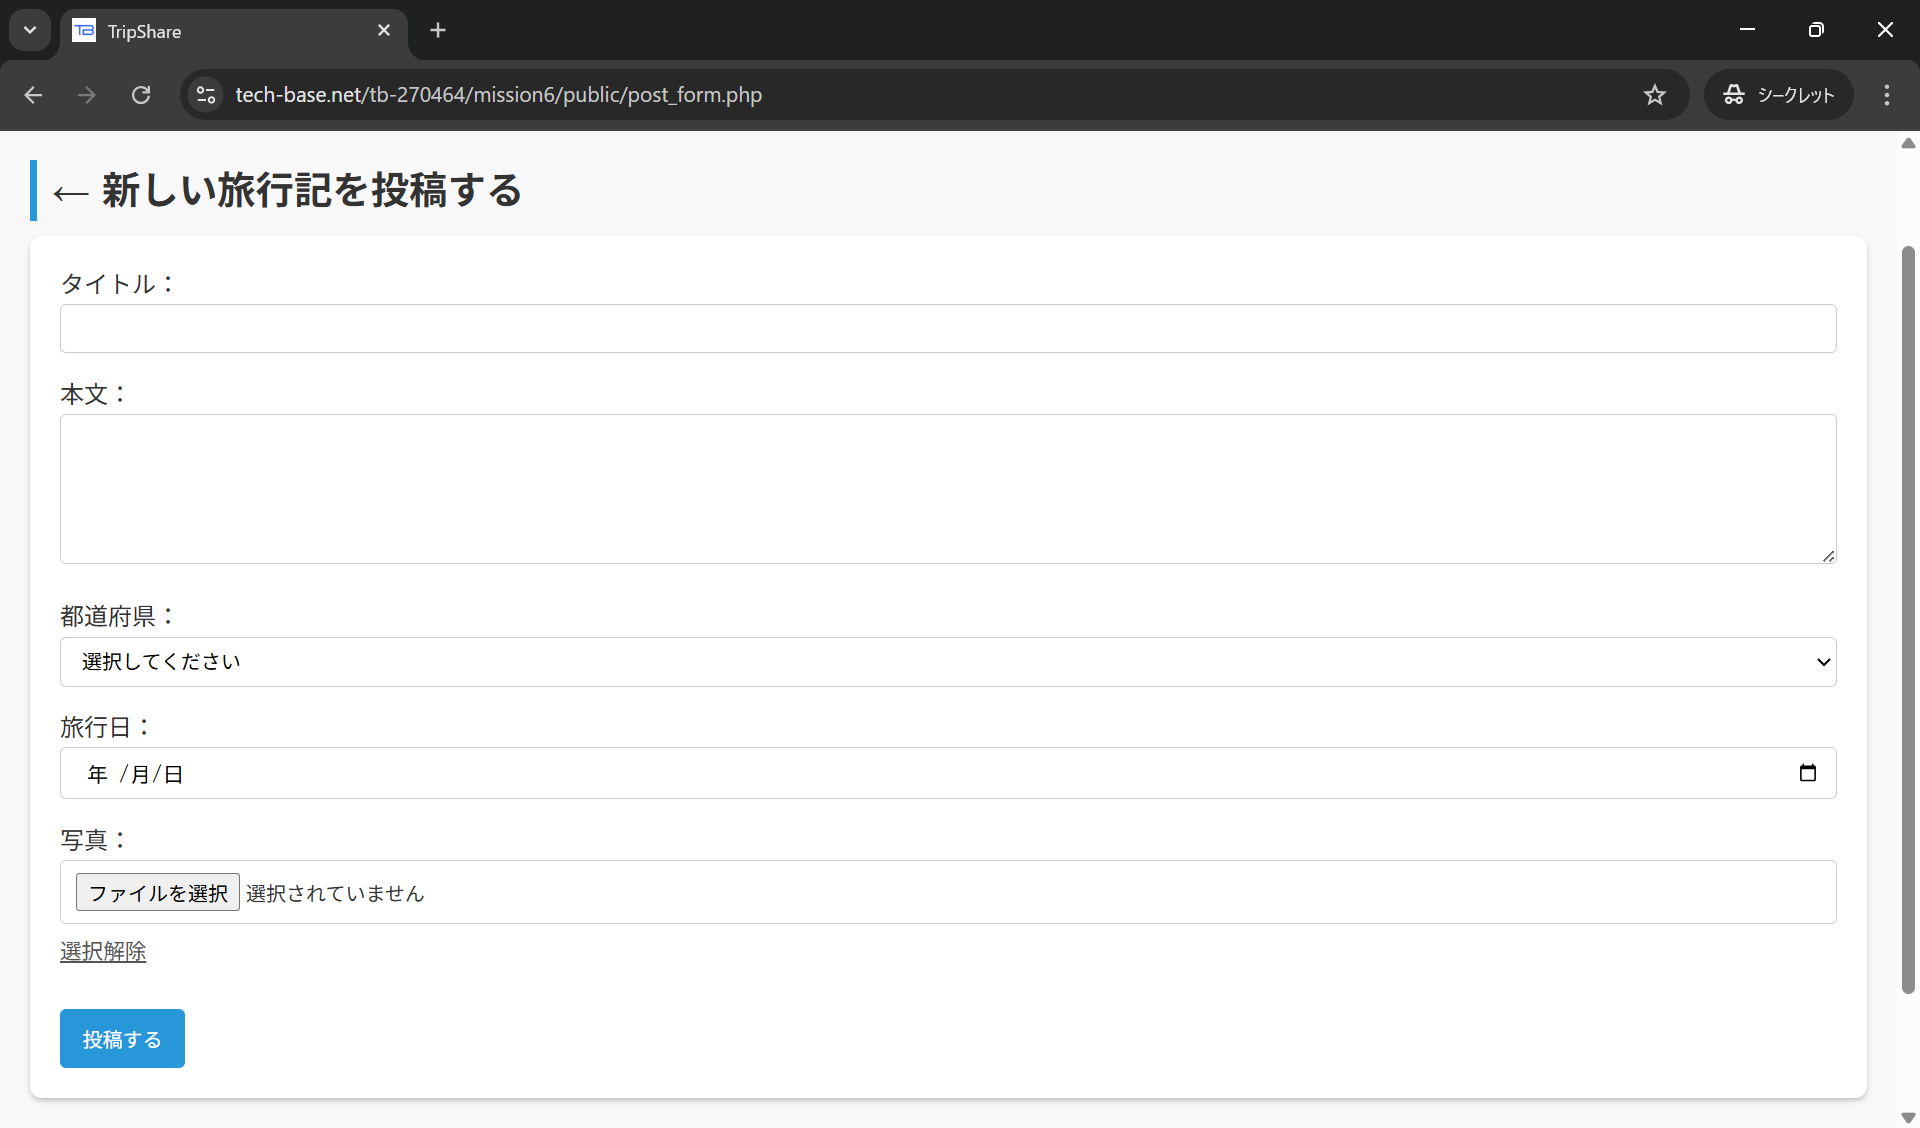 TripShare
tech-base.net/tb-270464/mission6/public/post_form.php
シークレット
← 新しい旅行記を投稿する
タイトル：
本文：
都道府県：
選択してください
旅行日：
年 /月/日
写真：
ファイルを選択 選択されていません
選択解除
投稿する